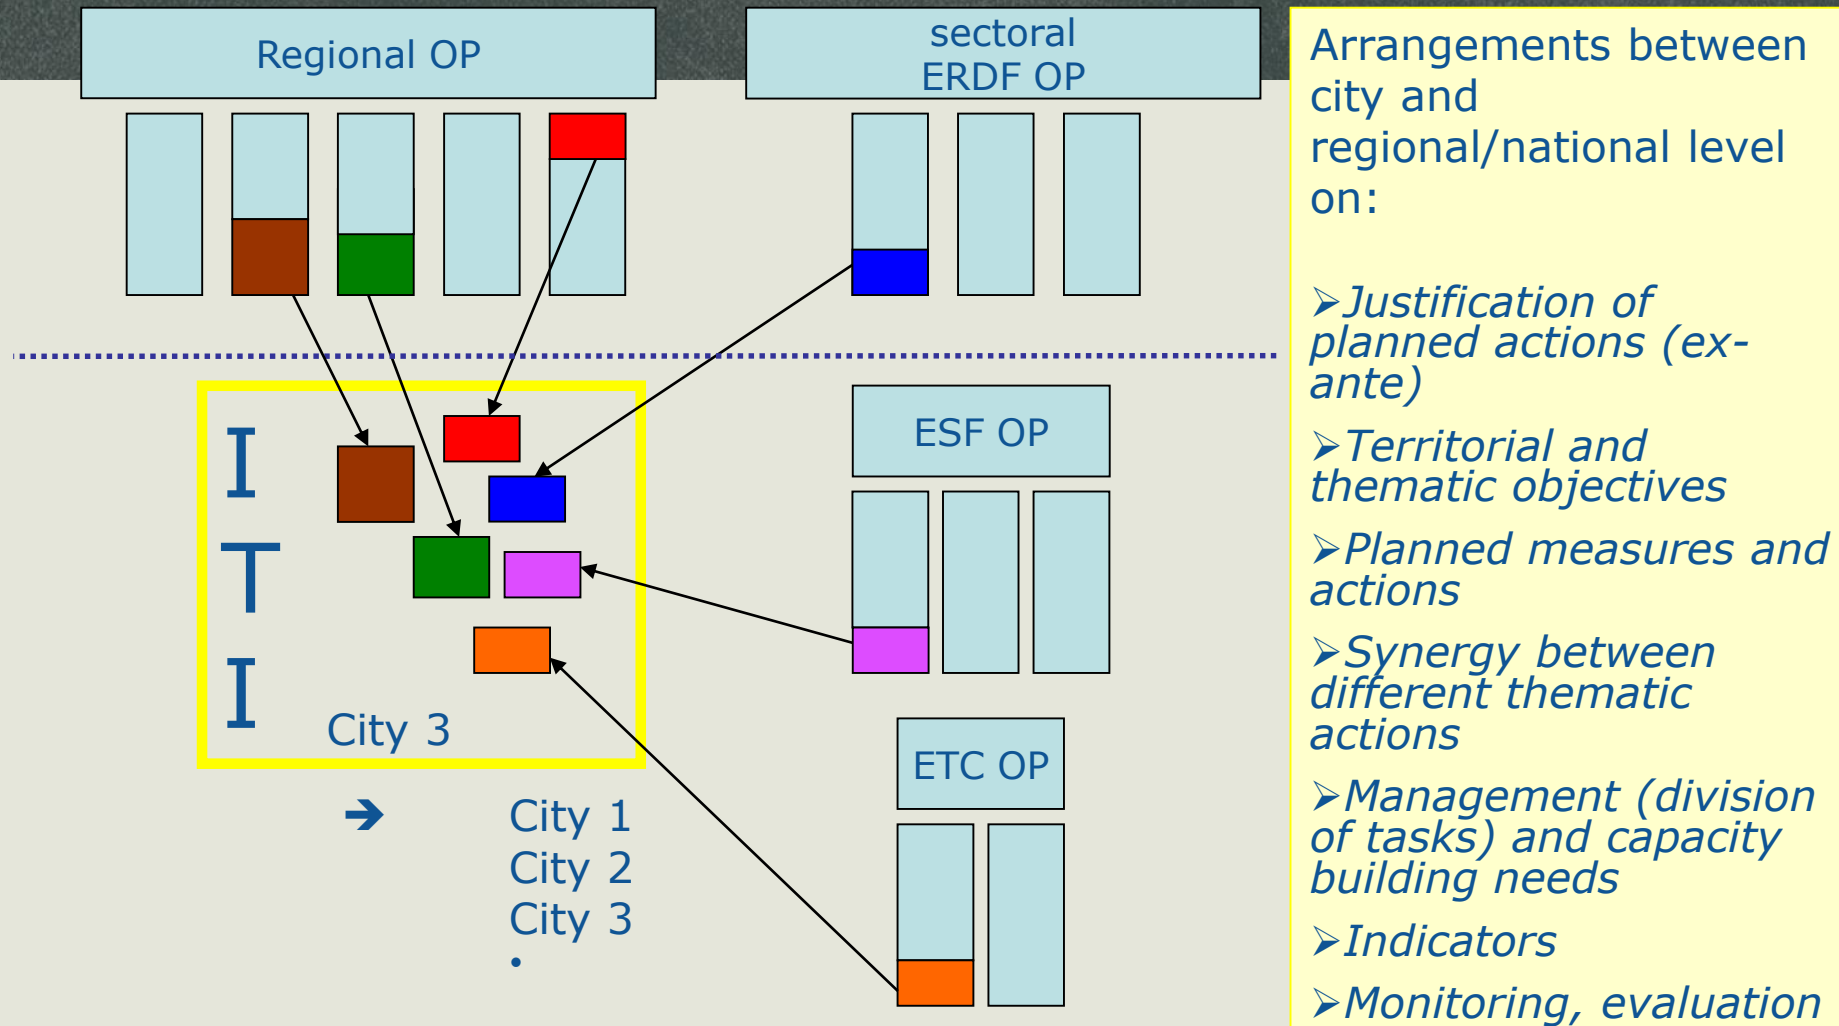 Regional OP
sectoral
ERDF OP
I
T
I
City 3
➔
City 1
City 2
City 3
•
ESF OP
ETC OP
Arrangements between
city and
regional/national level
on:
➢Justification of
planned actions (ex-
ante)
➢Territorial and
thematic objectives
➢Planned measures and
actions
➢Synergy between
different thematic
actions
➢Management (division
of tasks) and capacity
building needs
➢Indicators
➢Monitoring, evaluation